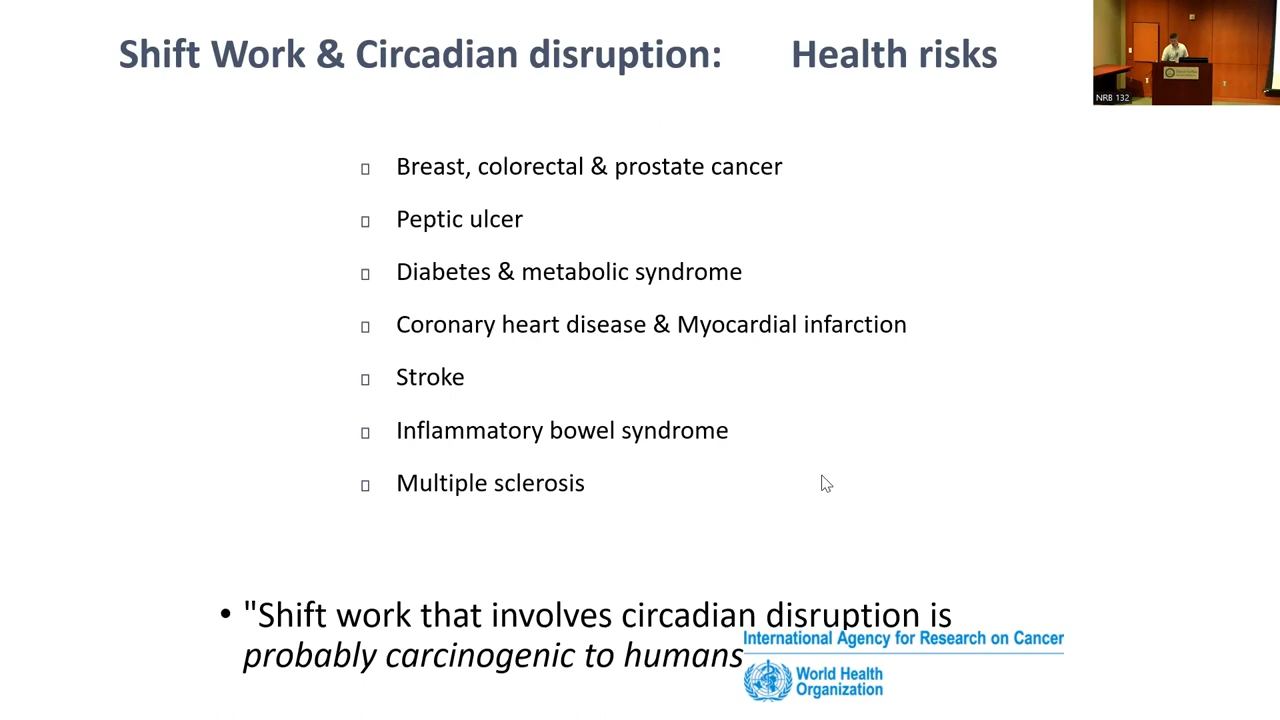 Shift Work & Circadian disruption: Health risks
NRB 132
Breast, colorectal & prostate cancer
Peptic ulcer
Diabetes & metabolic syndrome
Coronary heart disease & Myocardial infarction
Stroke
Inflammatory bowel syndrome
Multiple sclerosis
• "Shift work that involves circadian disruption is
probably carcinogenic to humans
International Agency for Research on Cancer
World Health
Organization